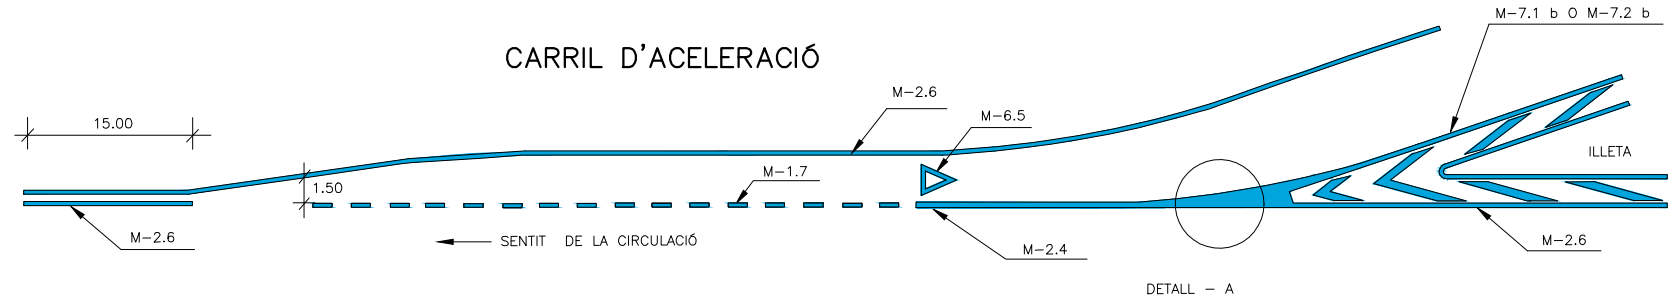 M-7.1 b O M-7.2 b
CARRIL D'ACELERACIÓ
M-2.6
M-6.5
15.00
ILLETA
M-1.7
1.50
M-2.6
SENTIT DE LA CIRCULACIÓ
M-2.4
M-2.6
DETALL - A